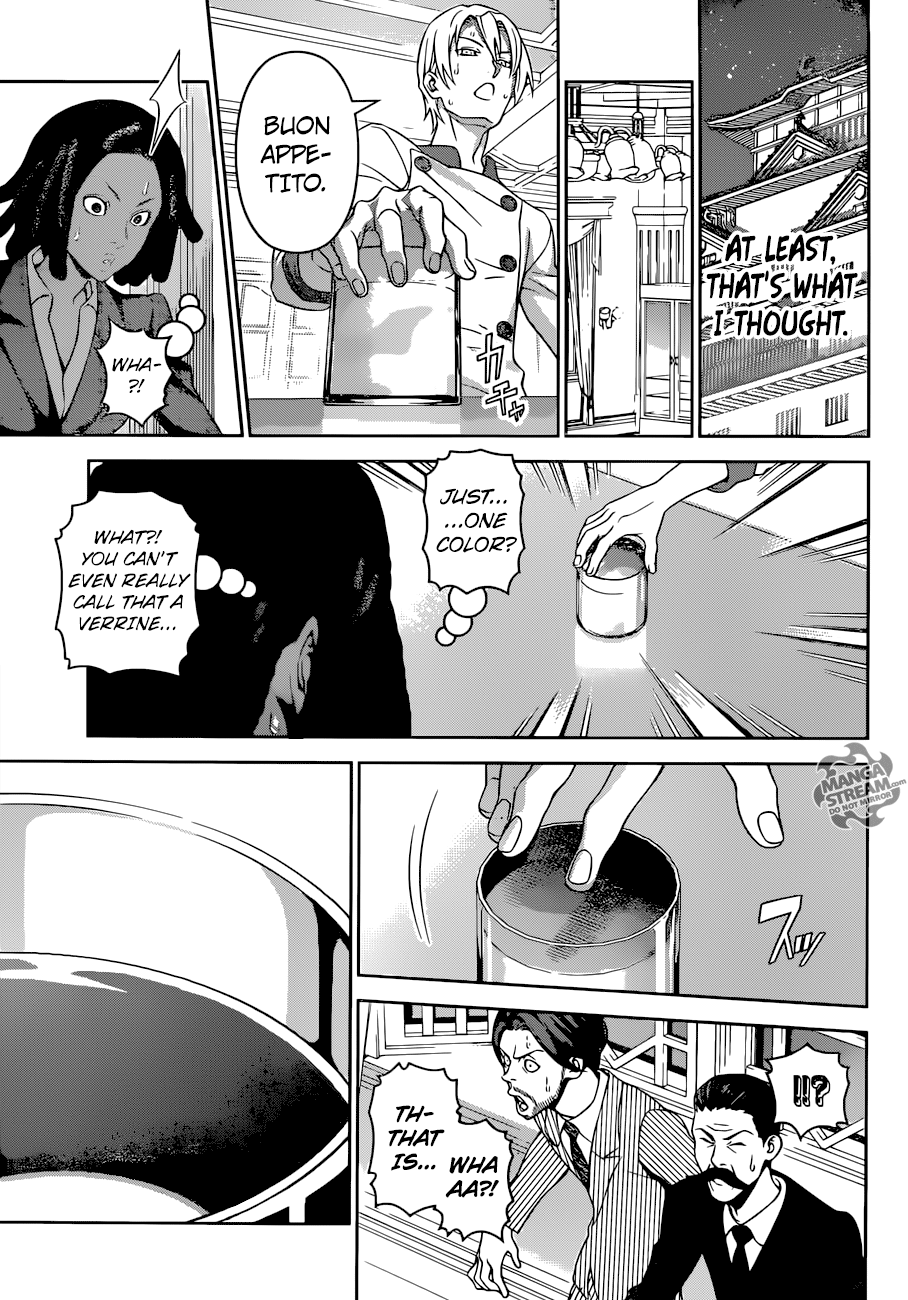 AT LEAST,
THAT'S WHAT
I THOUGHT.
BUON
APPE-
TITO.
カチャ
WHA-
?!
JUST...
...ONE
COLOR?
WHAT?!
YOU CAN'T
EVEN REALLY
CALL THAT A
VERRINE...
MANGA
STREAM.com
DO NOT MIRROR
スッ
!!?
TH-
THAT
IS...
WHA
AA?!